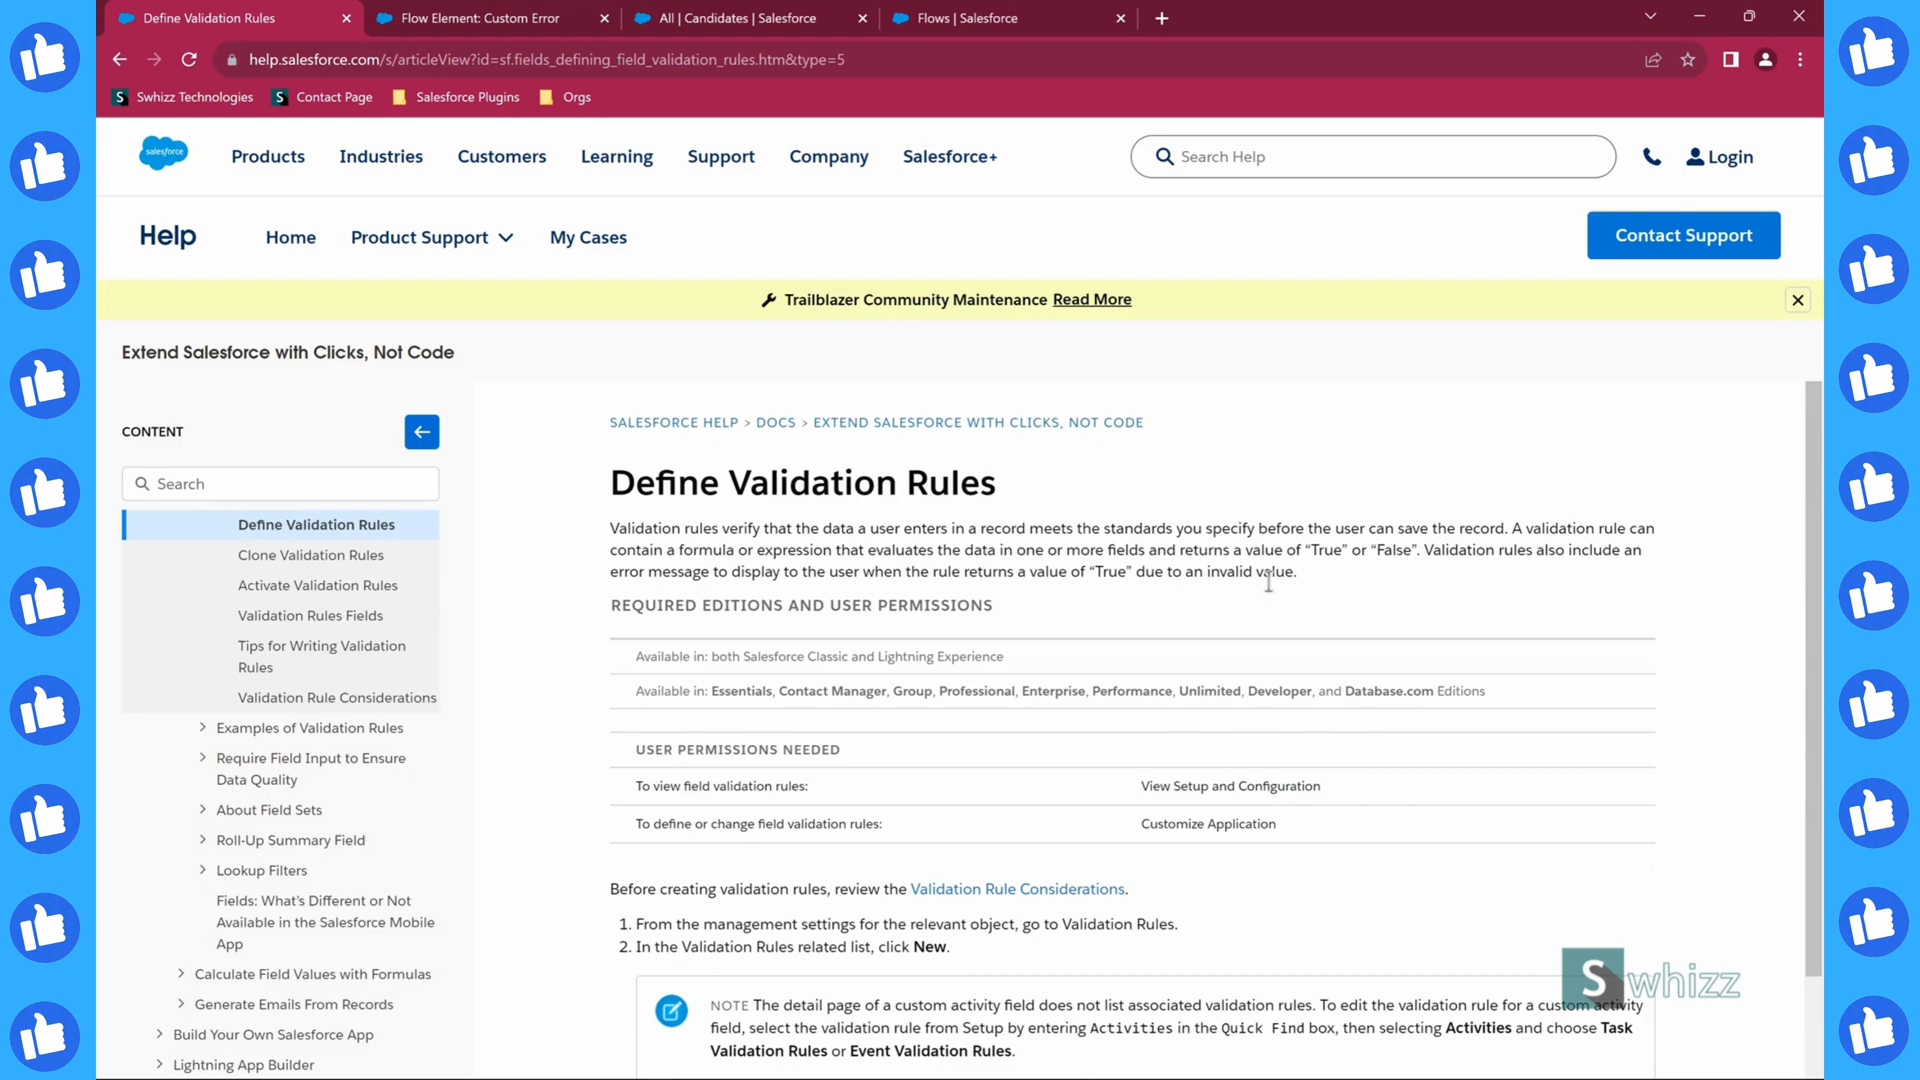 Define Validation Rules
Flow Element: Custom Error
All | Candidates | Salesforce
Flows | Salesforce
help.salesforce.com/s/articleView?id=sf.fields_defining_field_validation_rules.htm&type=5
S Swhizz Technologies
S Contact Page
Salesforce Plugins
Orgs
salesforce
Products
Industries
Customers
Learning
Support
Company
Salesforce+
Search Help
Login
Help
Home
Product Support
My Cases
Contact Support
Trailblazer Community Maintenance Read More
Extend Salesforce with Clicks, Not Code
CONTENT
Search
Define Validation Rules
Clone Validation Rules
Activate Validation Rules
Validation Rules Fields
Tips for Writing Validation
Rules
Validation Rule Considerations
Examples of Validation Rules
Require Field Input to Ensure
Data Quality
About Field Sets
Roll-Up Summary Field
Lookup Filters
Fields: What's Different or Not
Available in the Salesforce Mobile
App
Calculate Field Values with Formulas
Generate Emails From Records
Build Your Own Salesforce App
Lightning App Builder
SALESFORCE HELP > DOCS > EXTEND SALESFORCE WITH CLICKS, NOT CODE
Define Validation Rules
Validation rules verify that the data a user enters in a record meets the standards you specify before the user can save the record. A validation rule can
contain a formula or expression that evaluates the data in one or more fields and returns a value of “True” or “False”. Validation rules also include an
error message to display to the user when the rule returns a value of “True” due to an invalid value.
REQUIRED EDITIONS AND USER PERMISSIONS
Available in: both Salesforce Classic and Lightning Experience
Available in: Essentials, Contact Manager, Group, Professional, Enterprise, Performance, Unlimited, Developer, and Database.com Editions
USER PERMISSIONS NEEDED
To view field validation rules: View Setup and Configuration
To define or change field validation rules: Customize Application
Before creating validation rules, review the Validation Rule Considerations.
1. From the management settings for the relevant object, go to Validation Rules.
2. In the Validation Rules related list, click New.
NOTE The detail page of a custom activity field does not list associated validation rules. To edit the validation rule for a custom activity
field, select the validation rule from Setup by entering Activities in the Quick Find box, then selecting Activities and choose Task
Validation Rules or Event Validation Rules.
Swhizz